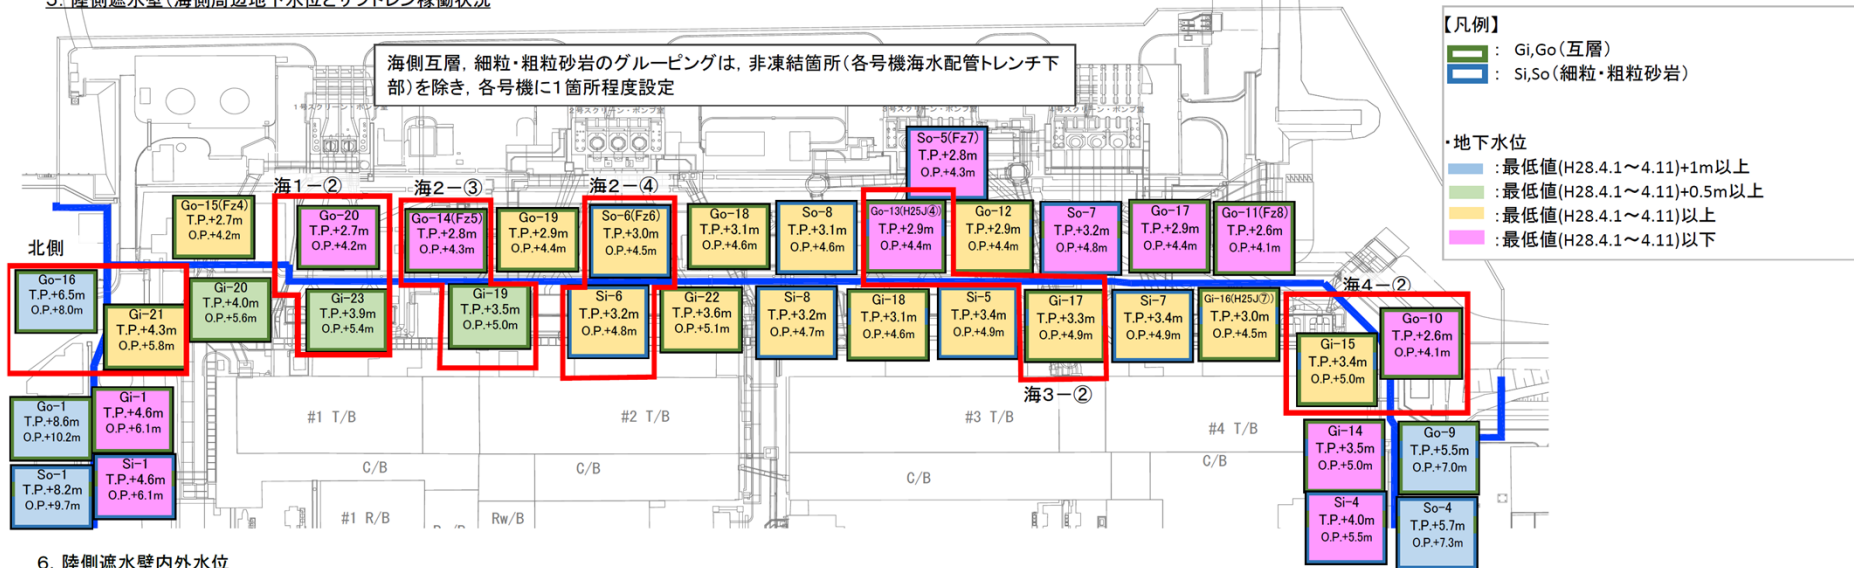 5. 陸側遮水壁(海側周辺地下水位とサブドレン稼働状況
海側互層, 細粒・粗粒砂岩のグルーピングは, 非凍結箇所(各号機海水配管トレンチ下
部)を除き, 各号機に1箇所程度設定
【凡例】
: Gi,Go(互層)
: Si,So(細粒・粗粒砂岩)
・地下水位
:最低値(H28.4.1~4.11)+1m以上
:最低値(H28.4.1~4.11)+0.5m以上
:最低値(H28.4.1~4.11)以上
:最低値(H28.4.1~4.11)以下
1号スクリーン・ポンプ室
So-5(Fz7)
T.P.+2.8m
O.P.+4.3m
海1-②
海2-③
海2-④
Go-15(Fz4)
T.P.+2.7m
O.P.+4.2m
Go-20
T.P.+2.7m
O.P.+4.2m
Go-14(Fz5)
T.P.+2.8m
O.P.+4.3m
Go-19
T.P.+2.9m
O.P.+4.4m
So-6(Fz6)
T.P.+3.0m
O.P.+4.5m
Go-18
T.P.+3.1m
O.P.+4.6m
So-8
T.P.+3.1m
O.P.+4.6m
Go-13(H25J④)
T.P.+2.9m
O.P.+4.4m
Go-12
T.P.+2.9m
O.P.+4.4m
So-7
T.P.+3.2m
O.P.+4.8m
Go-17
T.P.+2.9m
O.P.+4.4m
Go-11(Fz8)
T.P.+2.6m
O.P.+4.1m
北側
Go-16
T.P.+6.5m
O.P.+8.0m
Gi-21
T.P.+4.3m
O.P.+5.8m
Gi-20
T.P.+4.0m
O.P.+5.6m
Gi-23
T.P.+3.9m
O.P.+5.4m
Gi-19
T.P.+3.5m
O.P.+5.0m
Si-6
T.P.+3.2m
O.P.+4.8m
Gi-22
T.P.+3.6m
O.P.+5.1m
Si-8
T.P.+3.2m
O.P.+4.7m
Gi-18
T.P.+3.1m
O.P.+4.6m
Si-5
T.P.+3.4m
O.P.+4.9m
Gi-17
T.P.+3.3m
O.P.+4.9m
Si-7
T.P.+3.4m
O.P.+4.9m
Gi-16(H25J⑦)
T.P.+3.0m
O.P.+4.5m
海4-②
Gi-15
T.P.+3.4m
O.P.+5.0m
Go-10
T.P.+2.6m
O.P.+4.1m
海3-②
Go-1
T.P.+8.6m
O.P.+10.2m
Gi-1
T.P.+4.6m
O.P.+6.1m
So-1
T.P.+8.2m
O.P.+9.7m
Si-1
T.P.+4.6m
O.P.+6.1m
#1 T/B
#2 T/B
#3 T/B
#4 T/B
C/B
C/B
C/B
C/B
#1 R/B
Rw/B
Gi-14
T.P.+3.5m
O.P.+5.0m
Go-9
T.P.+5.5m
O.P.+7.0m
Si-4
T.P.+4.0m
O.P.+5.5m
So-4
T.P.+5.7m
O.P.+7.3m
6. 陸側遮水壁内外水位